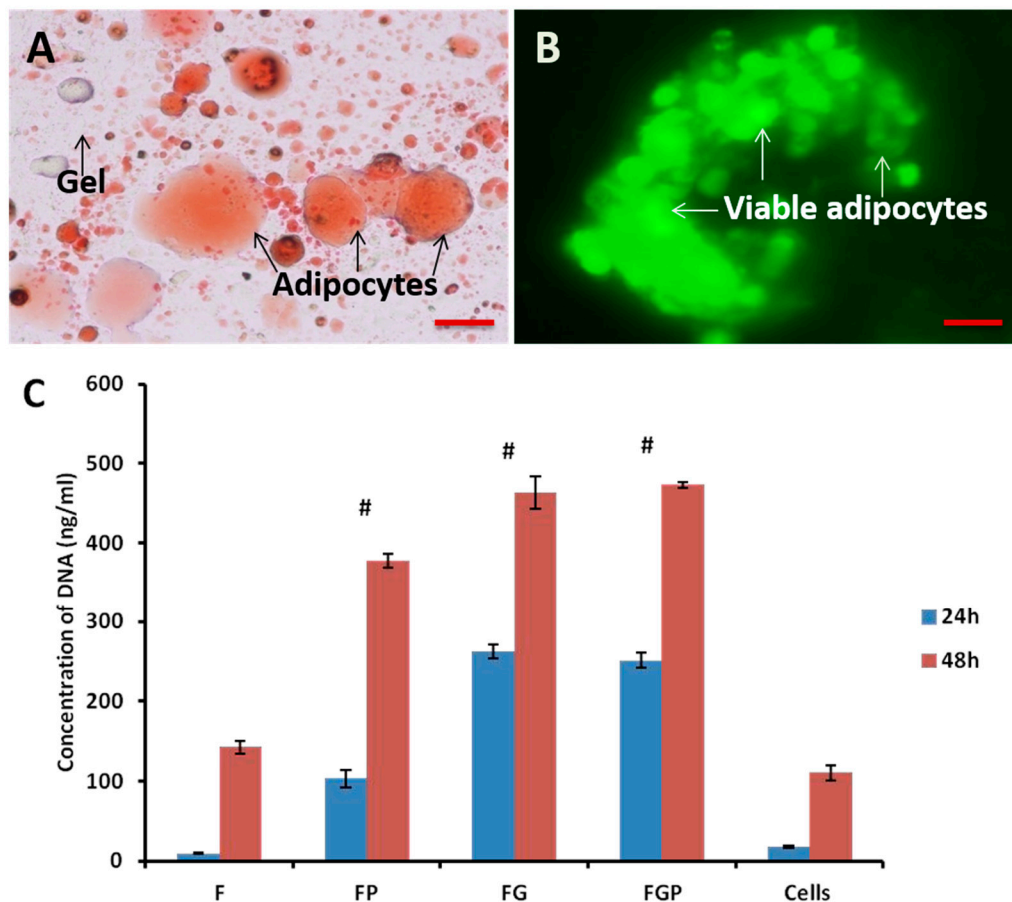 A
Gel
Adipocytes
B
Viable adipocytes
C
Concentration of DNA (ng/ml)
600
500
400
300
200
100
0
#
#
#
F
FP
FG
FGP
Cells
24h
48h